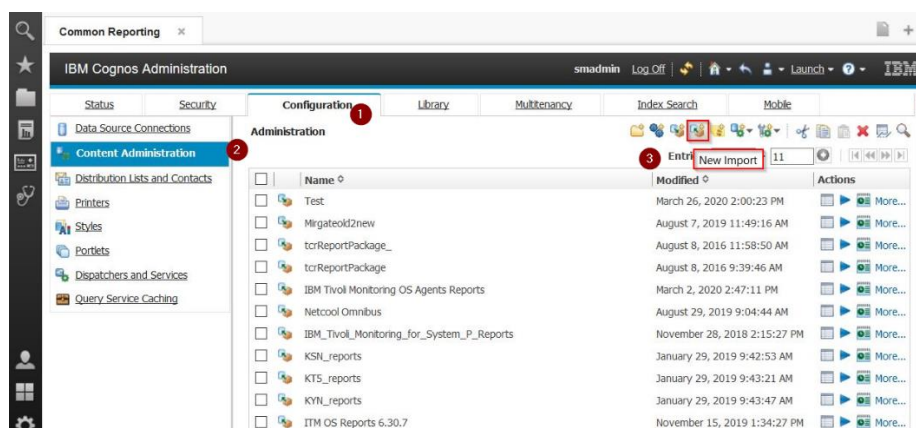 Common Reporting ×
IBM Cognos Administration smadmin Log Off Launch IBM
Status Security Configuration Library Multitenancy Index Search Mobile
1
Data Source Connections
Content Administration
2
Distribution Lists and Contacts
Printers
Styles
Portlets
Dispatchers and Services
Query Service Caching
Administration
3 Entri 11
New Import
Name Modified Actions
Test March 26, 2020 2:00:23 PM More...
Mirgateold2new August 7, 2019 11:49:16 AM More...
tcrReportPackage_ August 8, 2016 11:58:50 AM More...
tcrReportPackage August 8, 2016 9:39:46 AM More...
IBM Tivoli Monitoring OS Agents Reports March 2, 2020 2:47:11 PM More...
Netcool Omnibus August 29, 2019 9:04:44 AM More...
IBM_Tivoli_Monitoring_for_System_P_Reports November 28, 2018 2:15:27 PM More...
KSN_reports January 29, 2019 9:42:53 AM More...
KT5_reports January 29, 2019 9:43:21 AM More...
KYN_reports January 29, 2019 9:43:47 AM More...
ITM OS Reports 6.30.7 November 15, 2019 1:34:27 PM More...